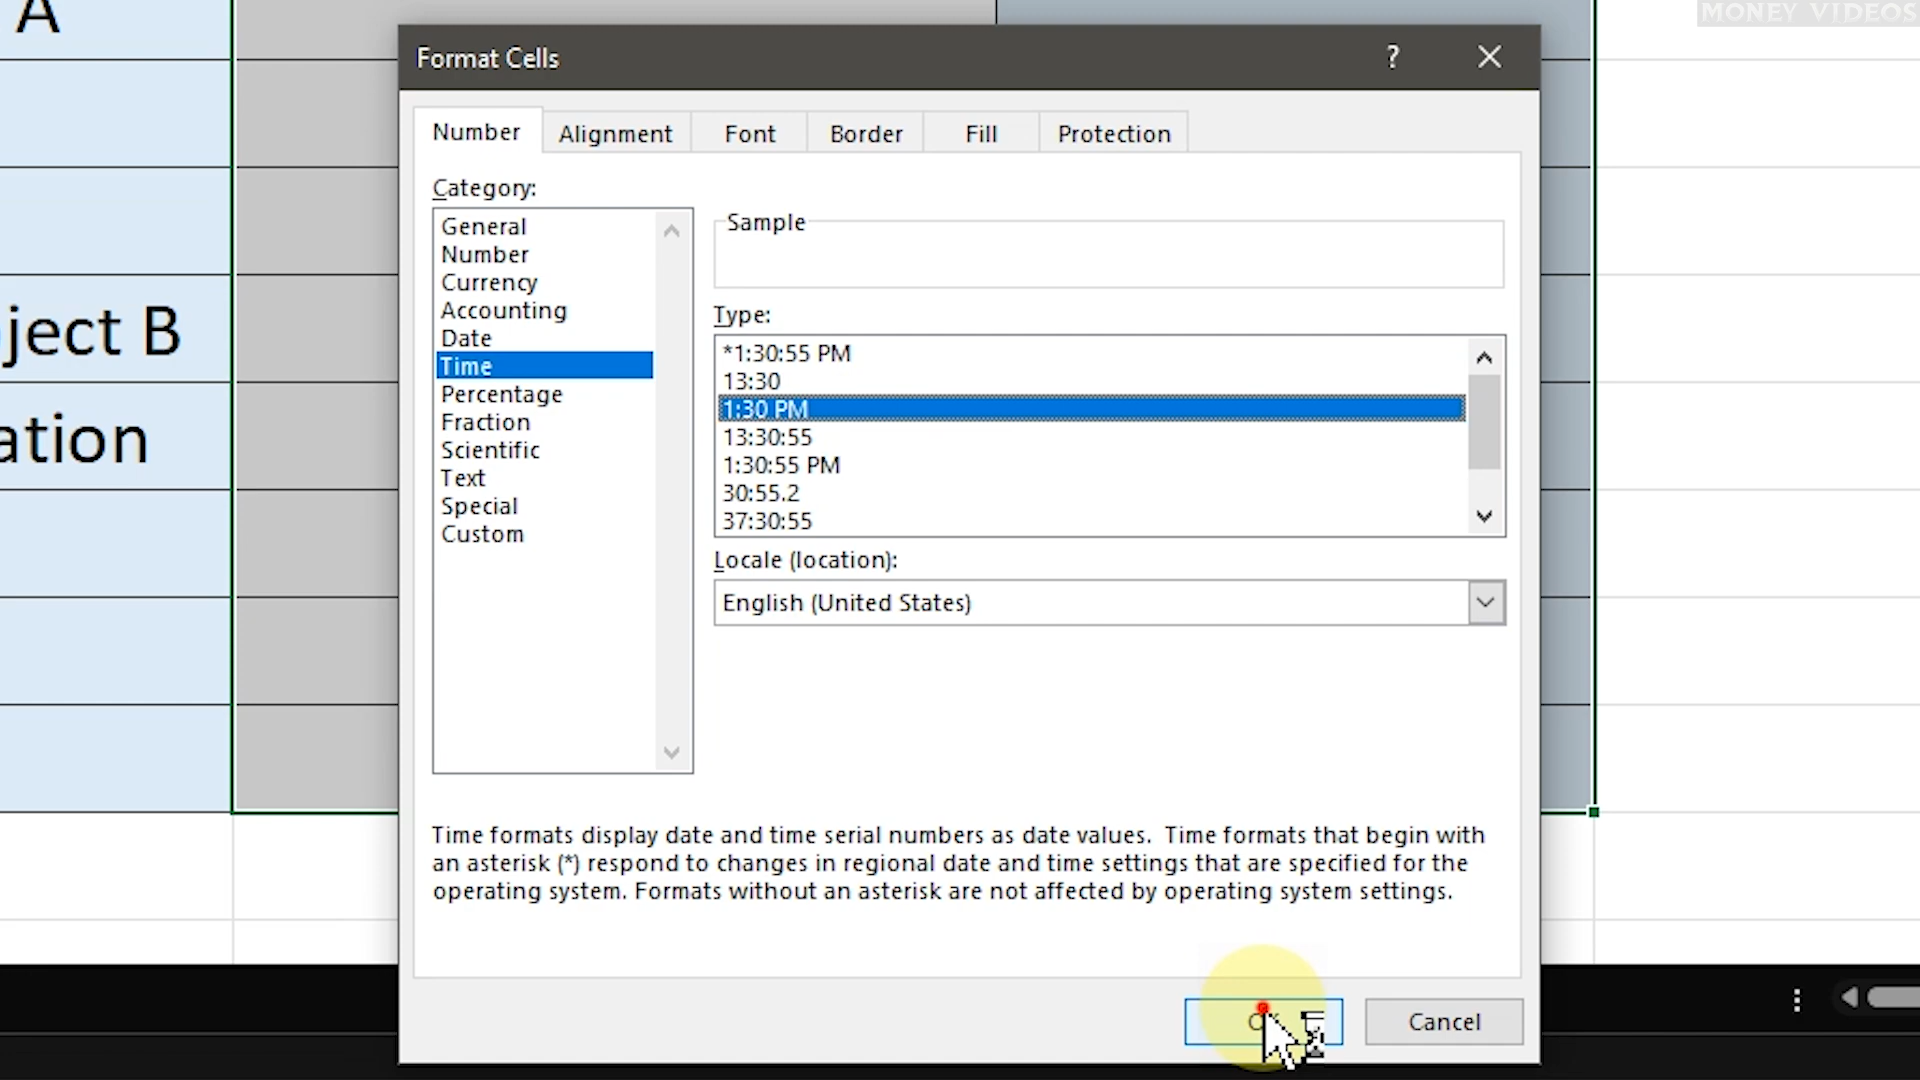 MONEY VIDEOS
A
Format Cells
?
Number Alignment Font Border Fill Protection
Category:
General
Number
Currency
Accounting
Date
Time
Percentage
Fraction
Scientific
Text
Special
Custom
Sample
Type:
*1:30:55 PM
13:30
1:30 PM
13:30:55
1:30:55 PM
30:55.2
37:30:55
Locale (location):
English (United States)
ject B
ation
Time formats display date and time serial numbers as date values. Time formats that begin with
an asterisk (*) respond to changes in regional date and time settings that are specified for the
operating system. Formats without an asterisk are not affected by operating system settings.
Cancel